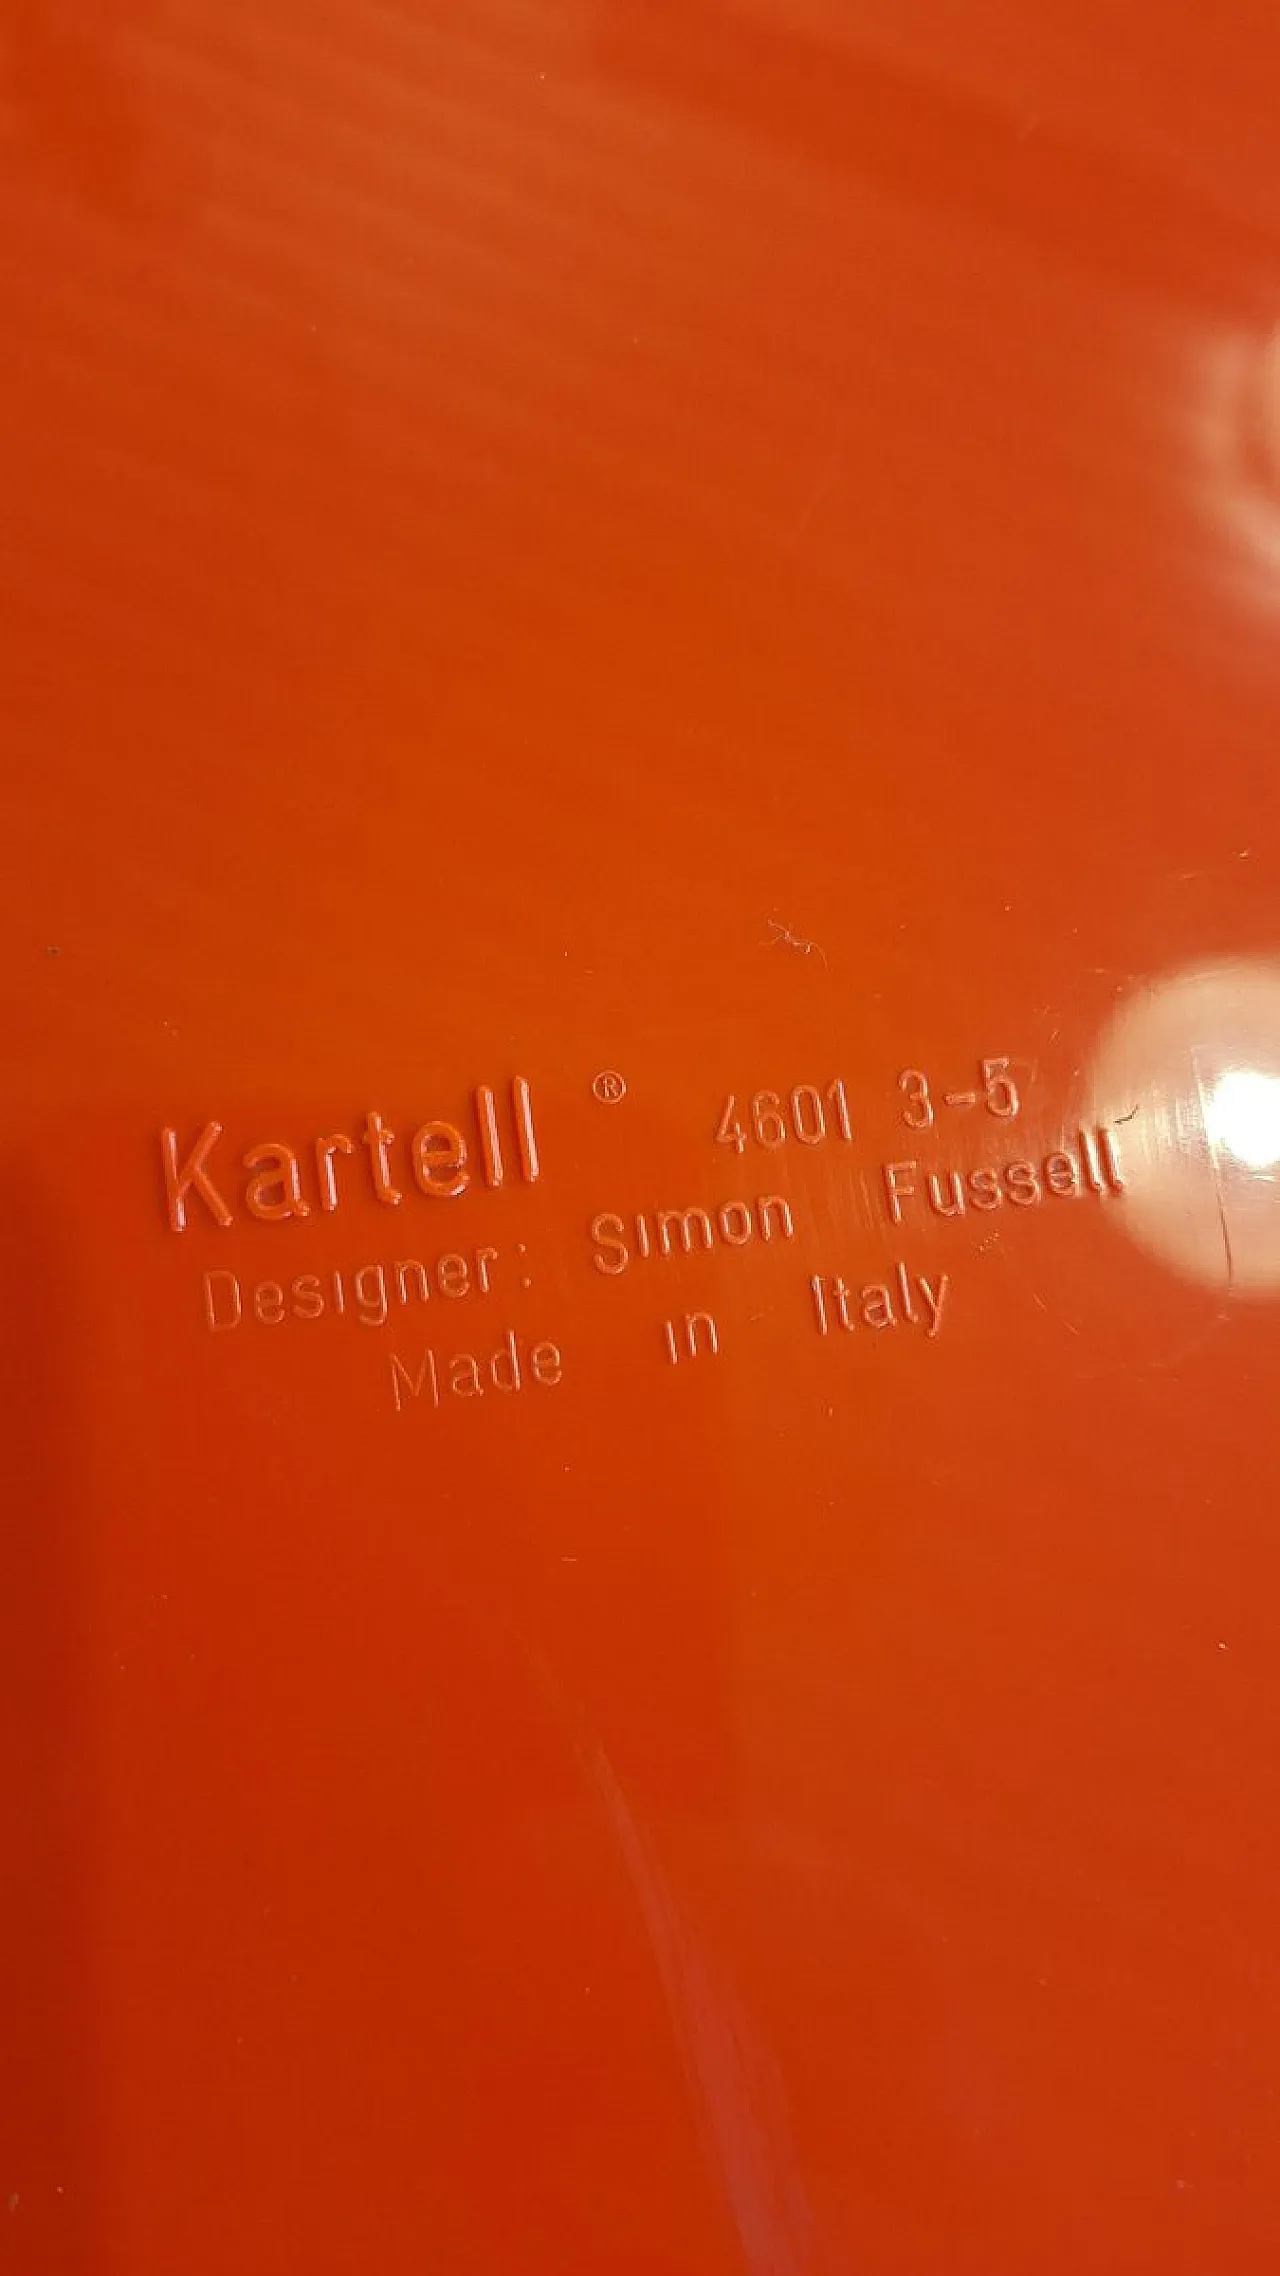 Kartell ® 4601 3-5
Designer: Simon Fussell
Made in Italy